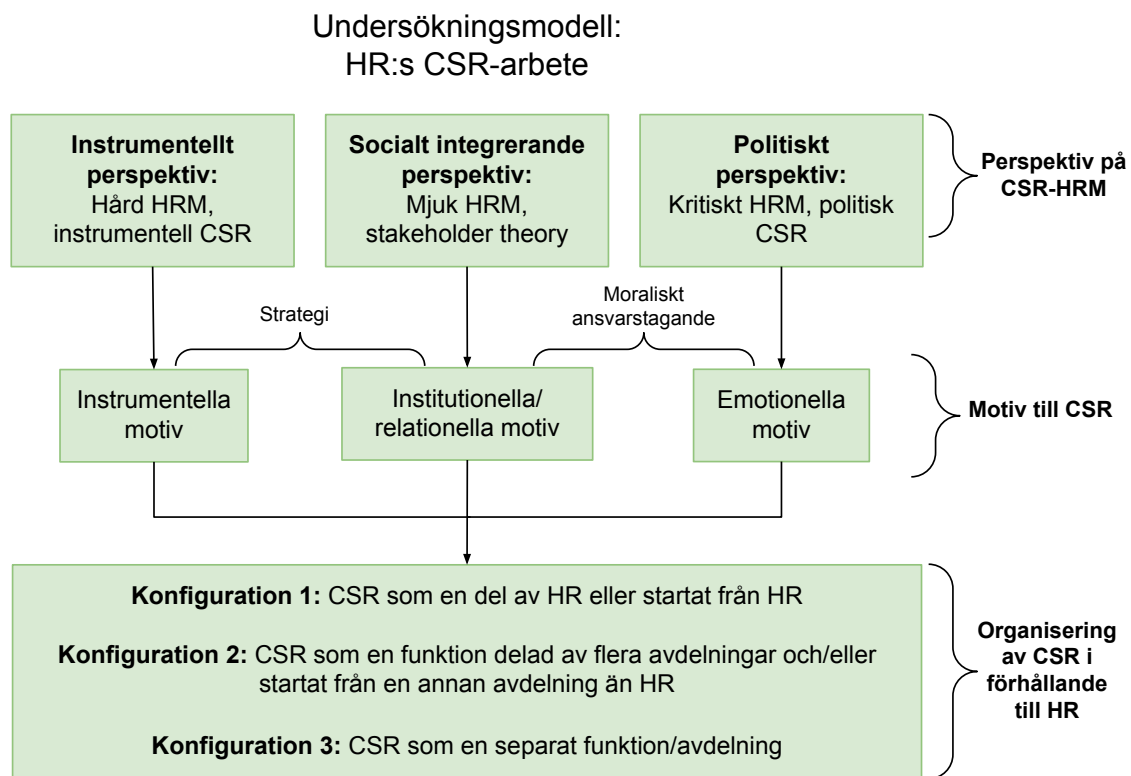 Undersökningsmodell:
HR:s CSR-arbete
Instrumentellt
perspektiv:
Hård HRM,
instrumentell CSR
Socialt integrerande
perspektiv:
Mjuk HRM,
stakeholder theory
Politiskt
perspektiv:
Kritiskt HRM, politisk
CSR
Perspektiv på
CSR-HRM
Strategi
Moraliskt
ansvarstagande
Instrumentella
motiv
Institutionella/
relationella motiv
Emotionella
motiv
Motiv till CSR
Konfiguration 1: CSR som en del av HR eller startat från HR
Konfiguration 2: CSR som en funktion delad av flera avdelningar och/eller
startat från en annan avdelning än HR
Konfiguration 3: CSR som en separat funktion/avdelning
Organisering
av CSR i
förhållande
till HR